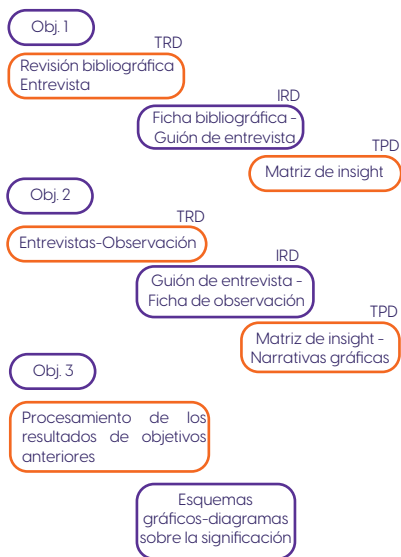 Obj. 1
TRD
Revisión bibliográfica
Entrevista
IRD
Ficha bibliográfica -
Guión de entrevista
TPD
Matriz de insight
Obj. 2
TRD
Entrevistas-Observación
IRD
Guión de entrevista -
Ficha de observación
TPD
Matriz de insight -
Narrativas gráficas
Obj. 3
Procesamiento de los
resultados de objetivos
anteriores
Esquemas
gráficos-diagramas
sobre la significación